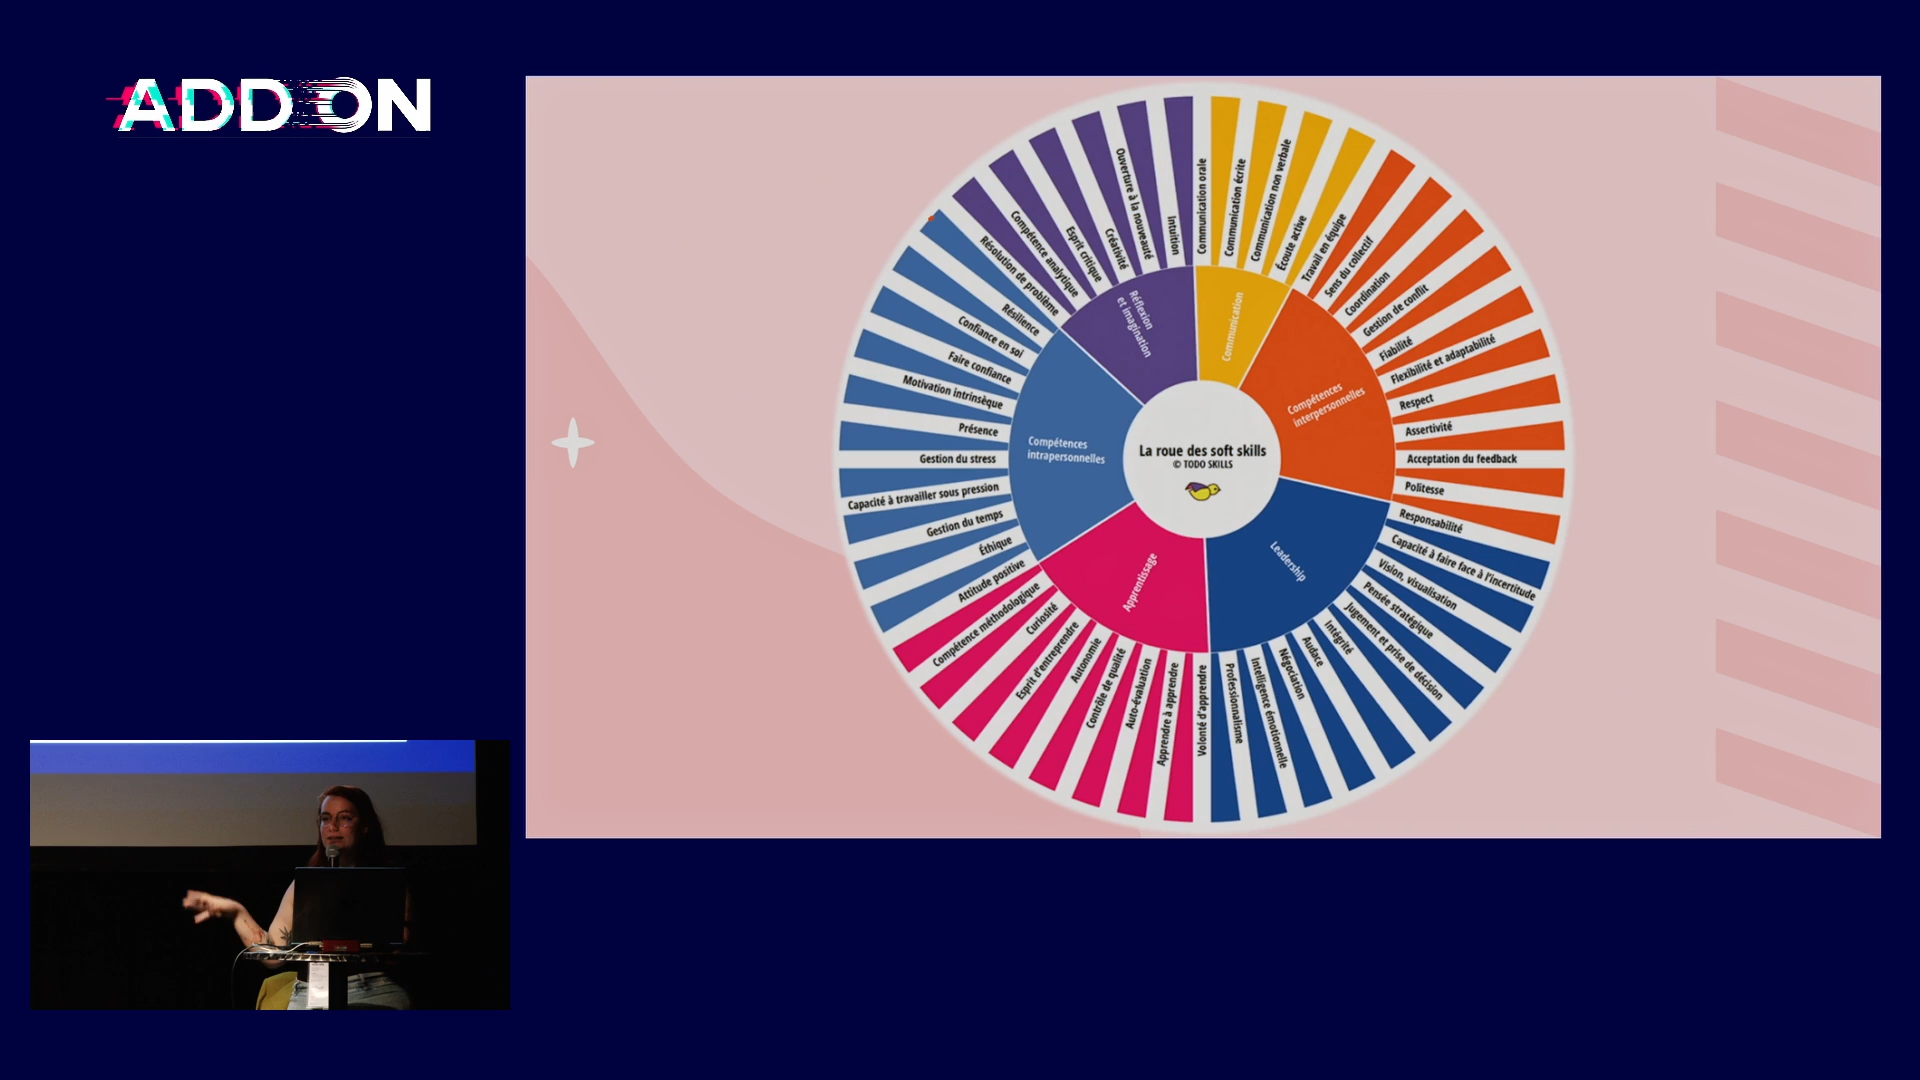 ADD ON
La roue des soft skills
© TODO SKILLS
Communication
Compétences
interpersonnelles
Leadership
Apprentissage
Compétences
intrapersonnelles
Réflexion
et imagination
Communication orale
Communication écrite
Communication non verbale
Écoute active
Travail en équipe
Sens du collectif
Coordination
Gestion de conflit
Fiabilité
Flexibilité et adaptabilité
Respect
Assertivité
Acceptation du feedback
Politesse
Responsabilité
Capacité à faire face à l'incertitude
Vision, visualisation
Pensée stratégique
Jugement et prise de décision
Intégrité
Audace
Négociation
Intelligence émotionnelle
Professionnalisme
Volonté d'apprendre
Apprendre à apprendre
Auto-évaluation
Contrôle de qualité
Autonomie
Esprit d'entreprendre
Curiosité
Compétence méthodologique
Attitude positive
Éthique
Gestion du temps
Capacité à travailler sous pression
Gestion du stress
Présence
Motivation intrinsèque
Faire confiance
Confiance en soi
Résilience
Résolution de problème
Compétence analytique
Esprit critique
Créativité
Ouverture à la nouveauté
Intuition